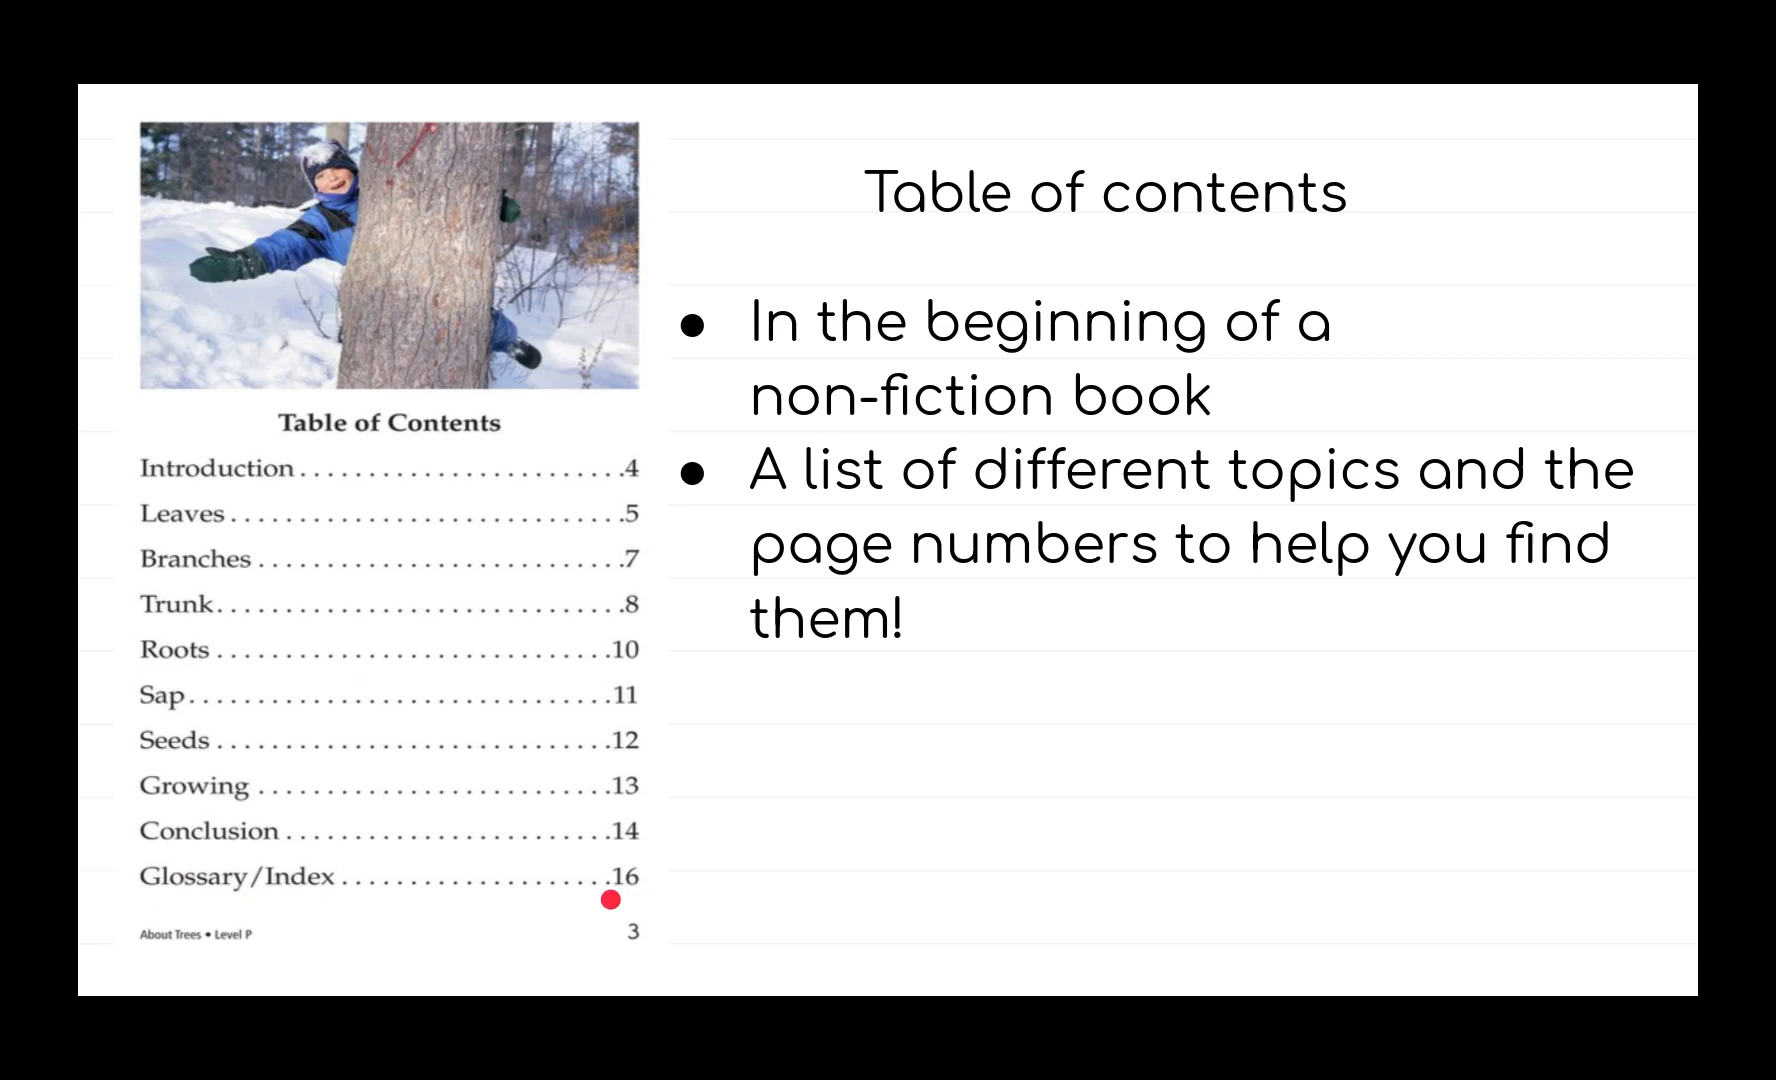 Table of Contents
Introduction . . . . . . . . . . . . . . . . . . . . . . . .4
Leaves . . . . . . . . . . . . . . . . . . . . . . . . . . . . .5
Branches . . . . . . . . . . . . . . . . . . . . . . . . . . .7
Trunk. . . . . . . . . . . . . . . . . . . . . . . . . . . . . .8
Roots . . . . . . . . . . . . . . . . . . . . . . . . . . . . .10
Sap. . . . . . . . . . . . . . . . . . . . . . . . . . . . . . .11
Seeds . . . . . . . . . . . . . . . . . . . . . . . . . . . . .12
Growing . . . . . . . . . . . . . . . . . . . . . . . . . .13
Conclusion . . . . . . . . . . . . . . . . . . . . . . . .14
Glossary/Index . . . . . . . . . . . . . . . . . . . .16
About Trees • Level P 3
Table of contents
● In the beginning of a
non-fiction book
● A list of different topics and the
page numbers to help you find
them!